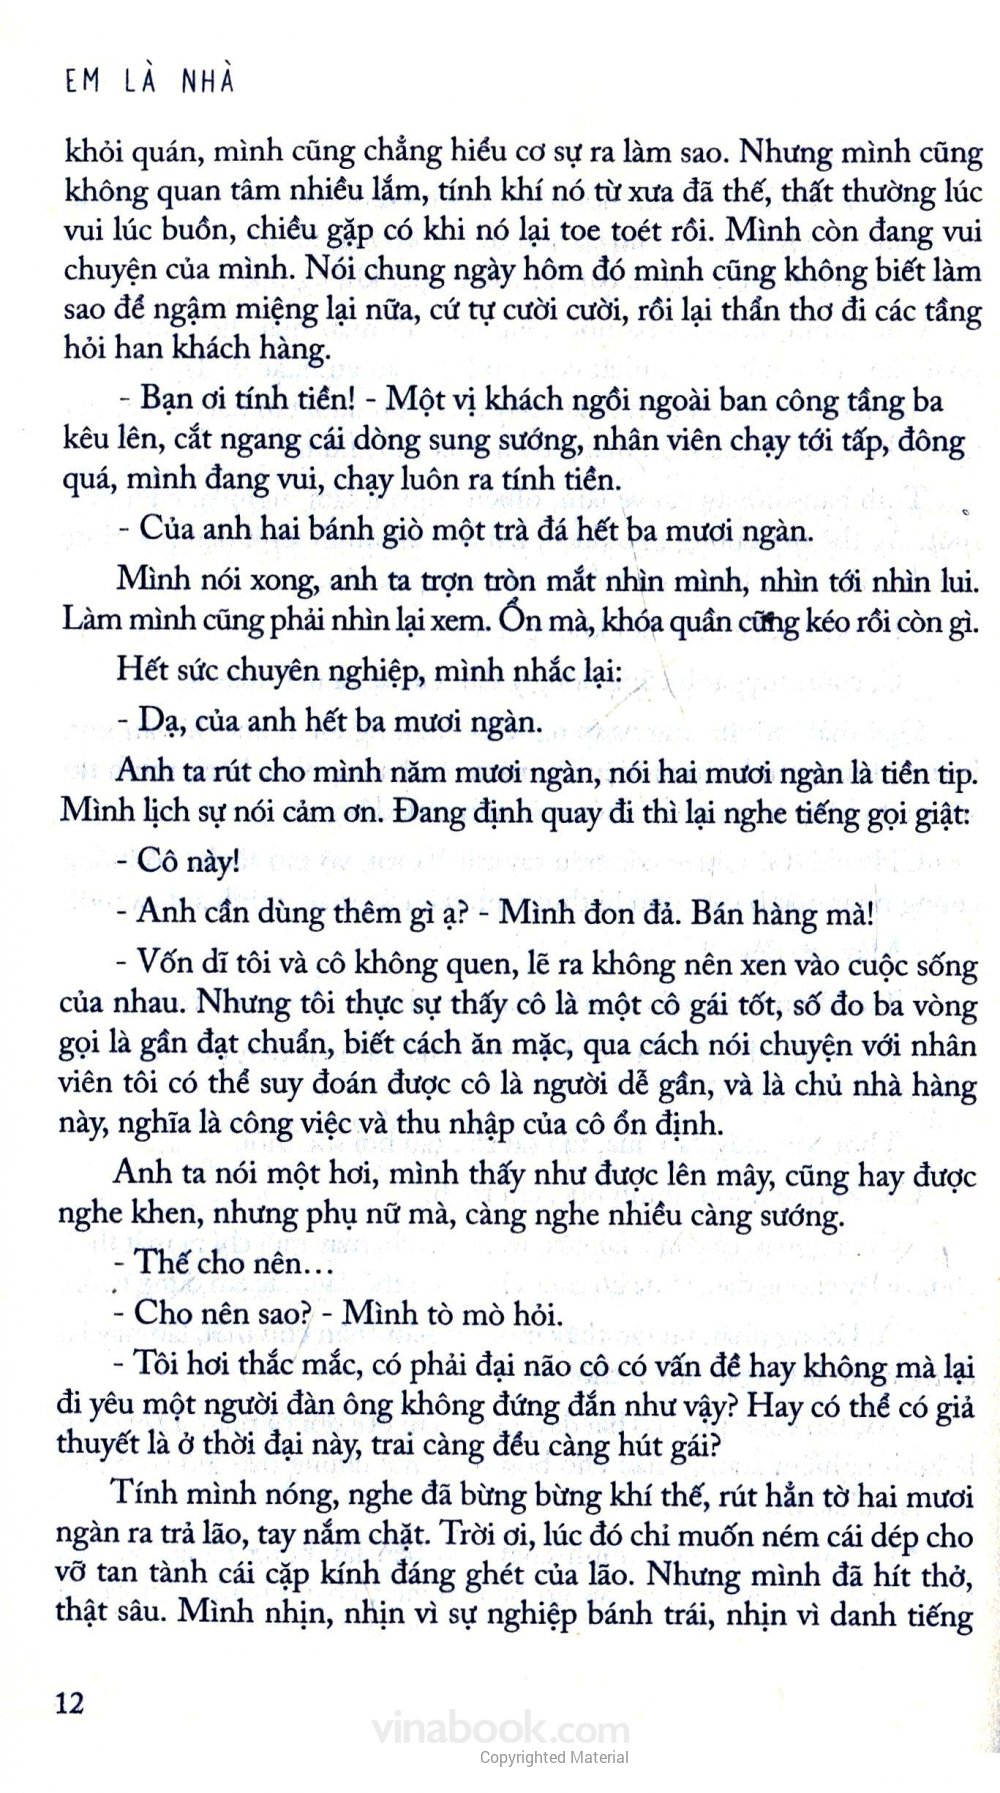 EM LÀ NHÀ
khỏi quán, mình cũng chẳng hiểu cơ sự ra làm sao. Nhưng mình cũng
không quan tâm nhiều lắm, tính khí nó từ xưa đã thế, thất thường lúc
vui lúc buồn, chiều gặp có khi nó lại toe toét rồi. Mình còn đang vui
chuyện của mình. Nói chung ngày hôm đó mình cũng không biết làm
sao để ngậm miệng lại nữa, cứ tự cười cười, rồi lại thẩn thơ đi các tầng
hỏi han khách hàng.
- Bạn ơi tính tiền! - Một vị khách ngồi ngoài ban công tầng ba
kêu lên, cắt ngang cái dòng sung sướng, nhân viên chạy tới tấp, đông
quá, mình đang vui, chạy luôn ra tính tiền.
- Của anh hai bánh giò một trà đá hết ba mươi ngàn.
Mình nói xong, anh ta trợn tròn mắt nhìn mình, nhìn tới nhìn lui.
Làm mình cũng phải nhìn lại xem. Ổn mà, khóa quần cũng kéo rồi còn gì.
Hết sức chuyên nghiệp, mình nhắc lại:
- Dạ, của anh hết ba mươi ngàn.
Anh ta rút cho mình năm mươi ngàn, nói hai mươi ngàn là tiền tip.
Mình lịch sự nói cảm ơn. Đang định quay đi thì lại nghe tiếng gọi giật:
- Cô này!
- Anh cần dùng thêm gì ạ? - Mình đon đả. Bán hàng mà!
- Vốn dĩ tôi và cô không quen, lẽ ra không nên xen vào cuộc sống
của nhau. Nhưng tôi thực sự thấy cô là một cô gái tốt, số đo ba vòng
gọi là gần đạt chuẩn, biết cách ăn mặc, qua cách nói chuyện với nhân
viên tôi có thể suy đoán được cô là người dễ gần, và là chủ nhà hàng
này, nghĩa là công việc và thu nhập của cô ổn định.
Anh ta nói một hơi, mình thấy như được lên mây, cũng hay được
nghe khen, nhưng phụ nữ mà, càng nghe nhiều càng sướng.
- Thế cho nên...
- Cho nên sao? - Mình tò mò hỏi.
- Tôi hơi thắc mắc, có phải đại não cô có vấn đề hay không mà lại
đi yêu một người đàn ông không đứng đắn như vậy? Hay có thể có giả
thuyết là ở thời đại này, trai càng đểu càng hút gái?
Tính mình nóng, nghe đã bừng bừng khí thế, rút hẳn tờ hai mươi
ngàn ra trả lão, tay nắm chặt. Trời ơi, lúc đó chỉ muốn ném cái dép cho
vỡ tan tành cái cặp kính đáng ghét của lão. Nhưng mình đã hít thở,
thật sâu. Mình nhịn, nhịn vì sự nghiệp bánh trái, nhịn vì danh tiếng
12
vinabook.com
Copyrighted Material